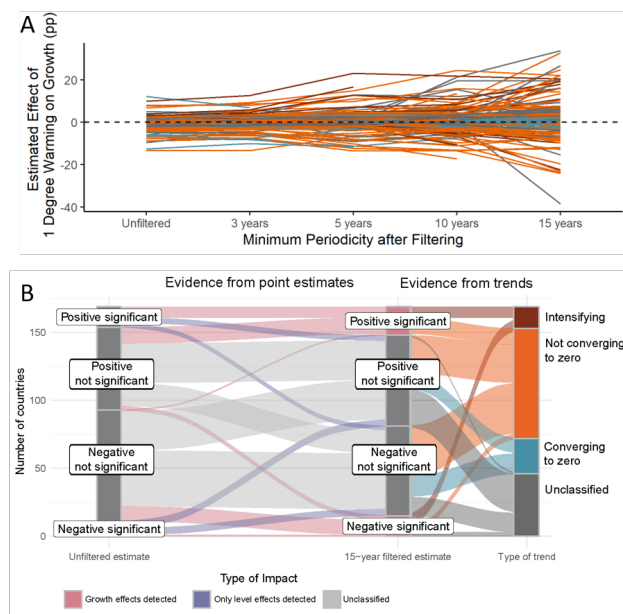 A
Estimated Effect of
1 Degree Warming on Growth (pp)
20
0
-20
-40
Unfiltered
3 years
5 years
10 years
15 years
Minimum Periodicity after Filtering
B
Evidence from point estimates
Evidence from trends
Number of countries
150
100
50
0
Positive significant
Positive
not significant
Negative
not significant
Negative significant
Positive significant
Positive
not significant
Negative
not significant
Negative significant
Intensifying
Not converging
to zero
Converging
to zero
Unclassified
Unfiltered estimate
15−year filtered estimate
Type of trend
Type of Impact
Growth effects detected
Only level effects detected
Unclassified